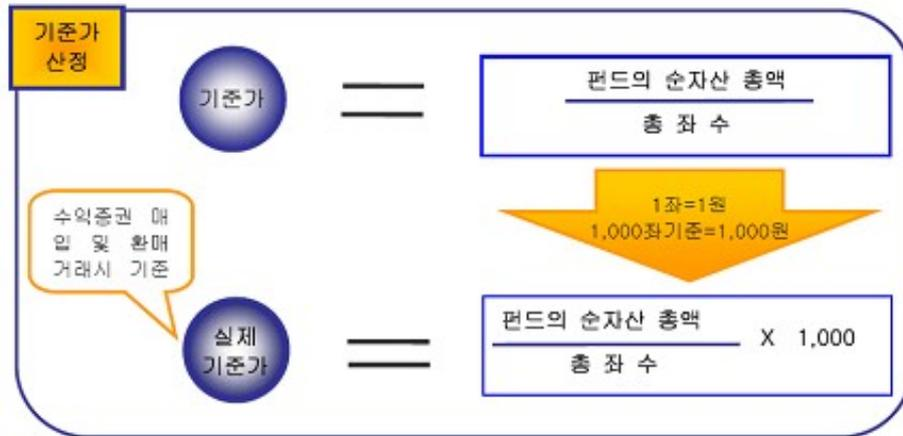 기준가
산정
기준가
펀드의 순자산 총액
총 좌 수
1좌=1원
1,000좌기준=1,000원
수익증권 매
입 및 환매
거래시 기준
실제
기준가
펀드의 순자산 총액
X 1,000
총 좌 수